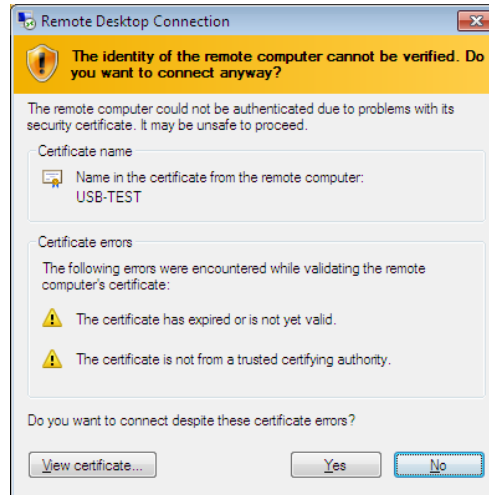 Remote Desktop Connection
The identity of the remote computer cannot be verified. Do
you want to connect anyway?
The remote computer could not be authenticated due to problems with its
security certificate. It may be unsafe to proceed.
Certificate name
Name in the certificate from the remote computer:
USB-TEST
Certificate errors
The following errors were encountered while validating the remote
computer's certificate:
The certificate has expired or is not yet valid.
The certificate is not from a trusted certifying authority.
Do you want to connect despite these certificate errors?
View certificate... Yes No